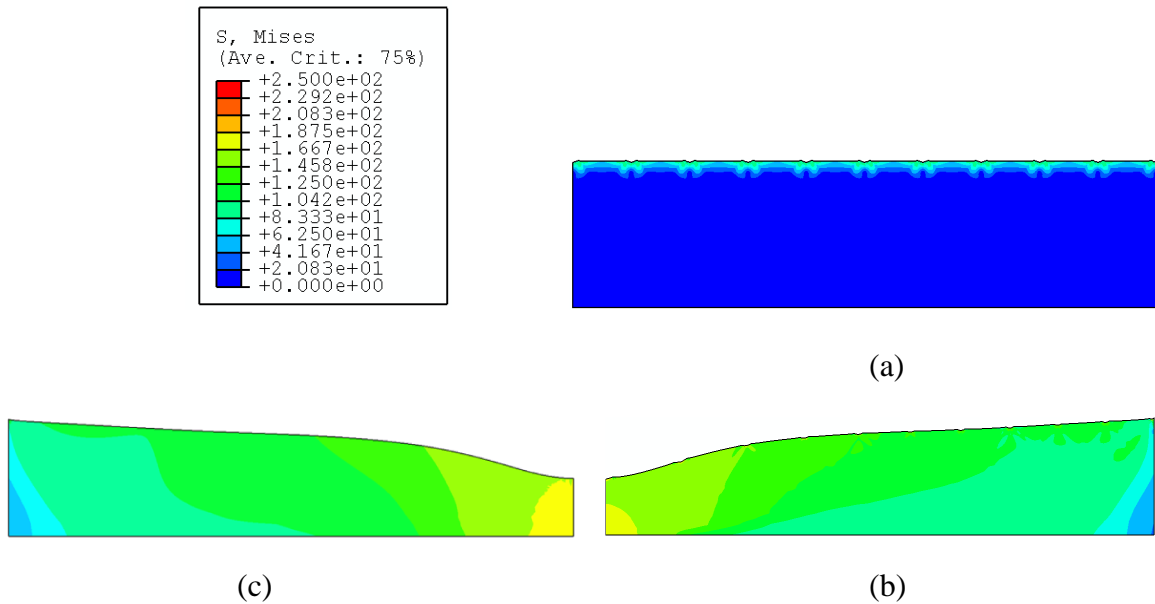 S, Mises
(Ave. Crit.: 75%)
+2.500e+02
+2.292e+02
+2.083e+02
+1.875e+02
+1.667e+02
+1.458e+02
+1.250e+02
+1.042e+02
+8.333e+01
+6.250e+01
+4.167e+01
+2.083e+01
+0.000e+00
(a)
(c)
(b)